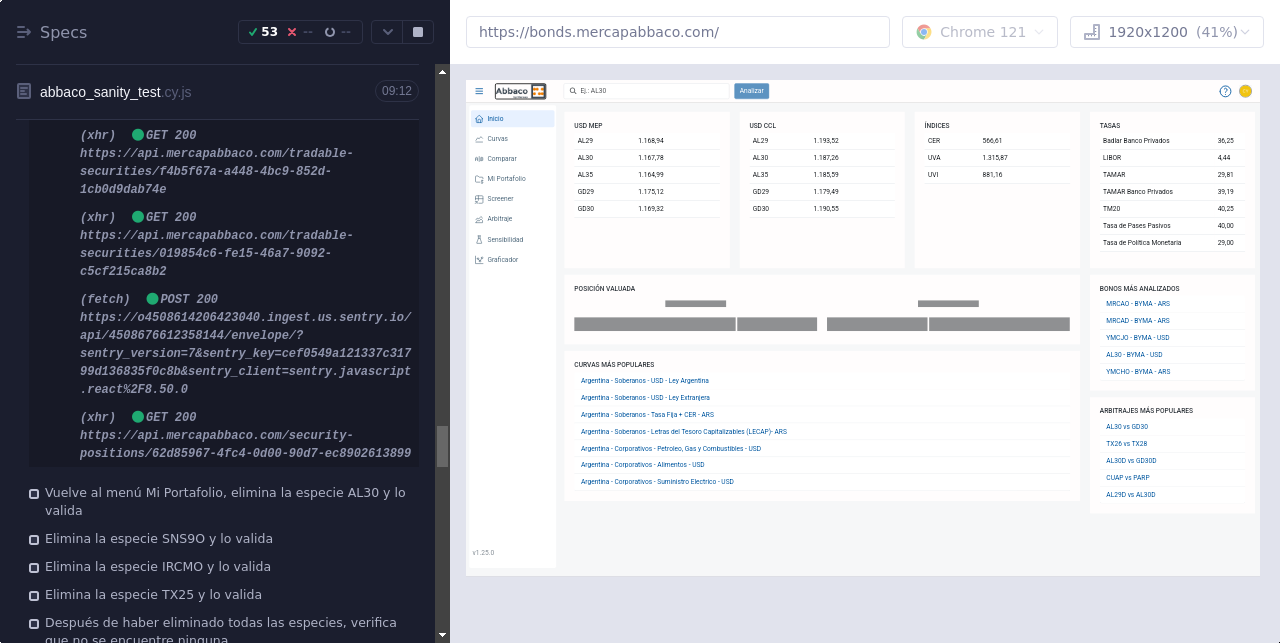 Specs
53
--
--
https://bonds.mercapabbaco.com/
Chrome 121
1920x1200 (41%)
abbaco_sanity_test.cy.js
09:12
(xhr) GET 200
https://api.mercapabbaco.com/tradable-
securities/f4b5f67a-a448-4bc9-852d-
1cb0d9dab74e
(xhr) GET 200
https://api.mercapabbaco.com/tradable-
securities/019854c6-fe15-46a7-9092-
c5cf215ca8b2
(fetch) POST 200
https://o4508614206423040.ingest.us.sentry.io/
api/4508676612358144/envelope/?
sentry_version=7&sentry_key=cef0549a121337c317
99d136835f0c8b&sentry_client=sentry.javascript
.react%2F8.50.0
(xhr) GET 200
https://api.mercapabbaco.com/security-
positions/62d85967-4fc4-0d00-90d7-ec8902613899
Vuelve al menú Mi Portafolio, elimina la especie AL30 y lo
valida
Elimina la especie SNS9O y lo valida
Elimina la especie IRCMO y lo valida
Elimina la especie TX25 y lo valida
Después de haber eliminado todas las especies, verifica
que no se encuentre ninguna
Abbaco
Ej.: AL30
Analizar
Inicio
Curvas
Comparar
Mi Portafolio
Screener
Arbitraje
Sensibilidad
Graficador
v1.25.0
USD MEP
AL29 1.168,94
AL30 1.167,78
AL35 1.164,99
GD29 1.175,12
GD30 1.169,32
USD CCL
AL29 1.193,52
AL30 1.187,26
AL35 1.185,59
GD29 1.179,49
GD30 1.190,55
ÍNDICES
CER 566,61
UVA 1.315,87
UVI 881,16
TASAS
Badlar Banco Privados 36,25
LIBOR 4,44
TAMAR 29,81
TAMAR Banco Privados 39,19
TM20 40,25
Tasa de Pases Pasivos 40,00
Tasa de Política Monetaria 29,00
POSICIÓN VALUADA
CURVAS MÁS POPULARES
Argentina - Soberanos - USD - Ley Argentina
Argentina - Soberanos - USD - Ley Extranjera
Argentina - Soberanos - Tasa Fija + CER - ARS
Argentina - Soberanos - Letras del Tesoro Capitalizables (LECAP)- ARS
Argentina - Corporativos - Petroleo, Gas y Combustibles - USD
Argentina - Corporativos - Alimentos - USD
Argentina - Corporativos - Suministro Electrico - USD
BONOS MÁS ANALIZADOS
MRCAO - BYMA - ARS
MRCAD - BYMA - ARS
YMCJO - BYMA - USD
AL30 - BYMA - USD
YMCHO - BYMA - ARS
ARBITRAJES MÁS POPULARES
AL30 vs GD30
TX26 vs TX28
AL30D vs GD30D
CUAP vs PARP
AL29D vs AL30D